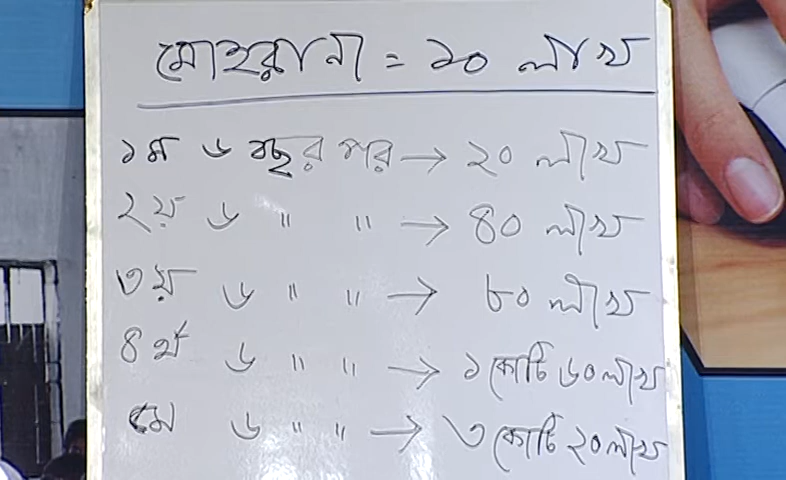 মোহরানা = ১০ লাখ
১ম ৬ বছর পর → ২০ লাখ
২য় ৬ " " → ৪০ লাখ
৩য় ৬ " " → ৮০ লাখ
৪র্থ ৬ " " → ১ কোটি ৬০ লাখ
৫ম ৬ " " → ৩ কোটি ২০ লাখ